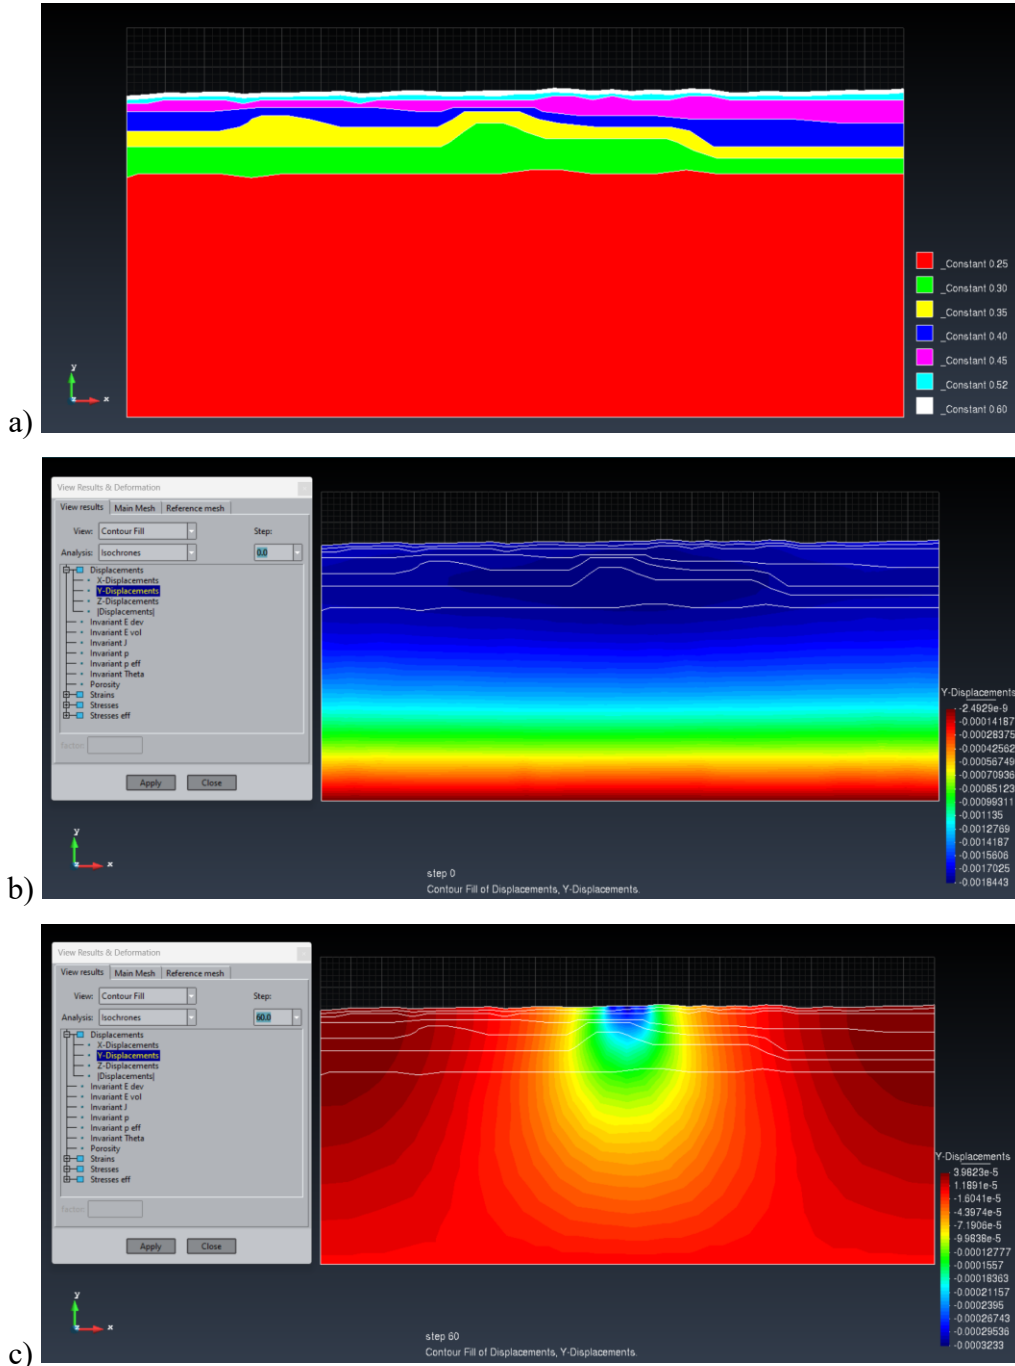 _Constant 0.25
_Constant 0.30
_Constant 0.35
_Constant 0.40
_Constant 0.45
_Constant 0.52
_Constant 0.60
y
z
x
a)
View Results & Deformation
View results Main Mesh Reference mesh
View: Contour Fill Step:
Analysis: Isochrones 0.0
Displacements
X-Displacements
Y-Displacements
Z-Displacements
|Displacements|
Invariant E dev
Invariant E vol
Invariant J
Invariant p
Invariant p eff
Invariant Theta
Porosity
Strains
Stresses
Stresses eff
Factor:
Apply Close
Y-Displacements
-2.4929e-9
-0.00014187
-0.00028375
-0.00042562
-0.00056749
-0.00070936
-0.00085123
-0.00099311
-0.001135
-0.0012769
-0.0014187
-0.0015606
-0.0017025
-0.0018443
y
z
x
step 0
Contour Fill of Displacements, Y-Displacements.
b)
View Results & Deformation
View results Main Mesh Reference mesh
View: Contour Fill Step:
Analysis: Isochrones 60.0
Displacements
X-Displacements
Y-Displacements
Z-Displacements
|Displacements|
Invariant E dev
Invariant E vol
Invariant J
Invariant p
Invariant p eff
Invariant Theta
Porosity
Strains
Stresses
Stresses eff
Factor:
Apply Close
Y-Displacements
3.9823e-5
1.1891e-5
-1.6041e-5
-4.3974e-5
-7.1906e-5
-9.9838e-5
-0.00012777
-0.0001557
-0.00018363
-0.00021157
-0.0002395
-0.00026743
-0.00029536
-0.0003233
y
z
x
step 60
Contour Fill of Displacements, Y-Displacements.
c)